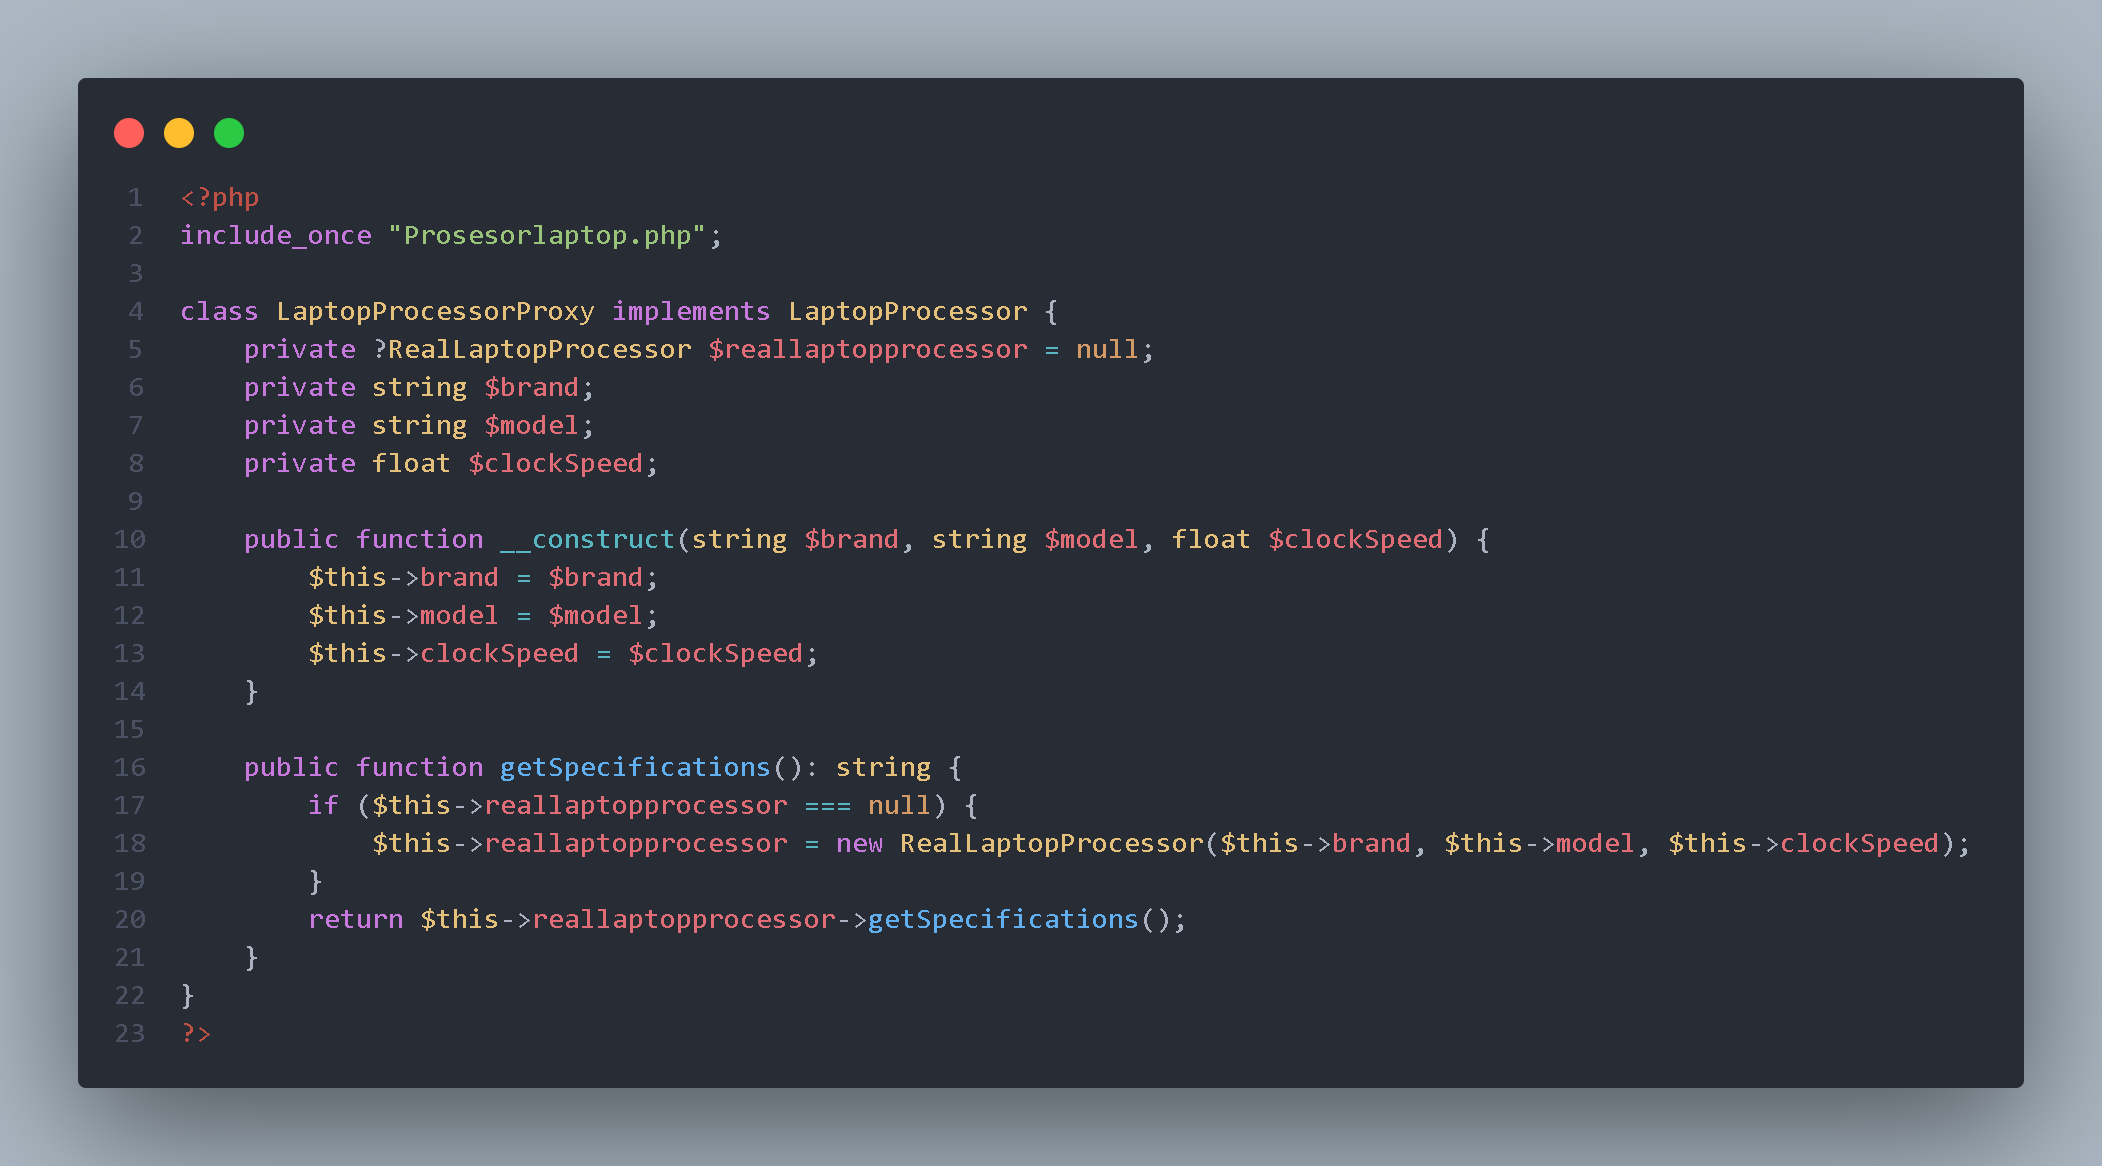 1 <?php
2 include_once "Prosesorlaptop.php";
3
4 class LaptopProcessorProxy implements LaptopProcessor {
5     private ?RealLaptopProcessor $reallaptopprocessor = null;
6     private string $brand;
7     private string $model;
8     private float $clockSpeed;
9
10     public function __construct(string $brand, string $model, float $clockSpeed) {
11         $this->brand = $brand;
12         $this->model = $model;
13         $this->clockSpeed = $clockSpeed;
14     }
15
16     public function getSpecifications(): string {
17         if ($this->reallaptopprocessor === null) {
18             $this->reallaptopprocessor = new RealLaptopProcessor($this->brand, $this->model, $this->clockSpeed);
19         }
20         return $this->reallaptopprocessor->getSpecifications();
21     }
22 }
23 ?>